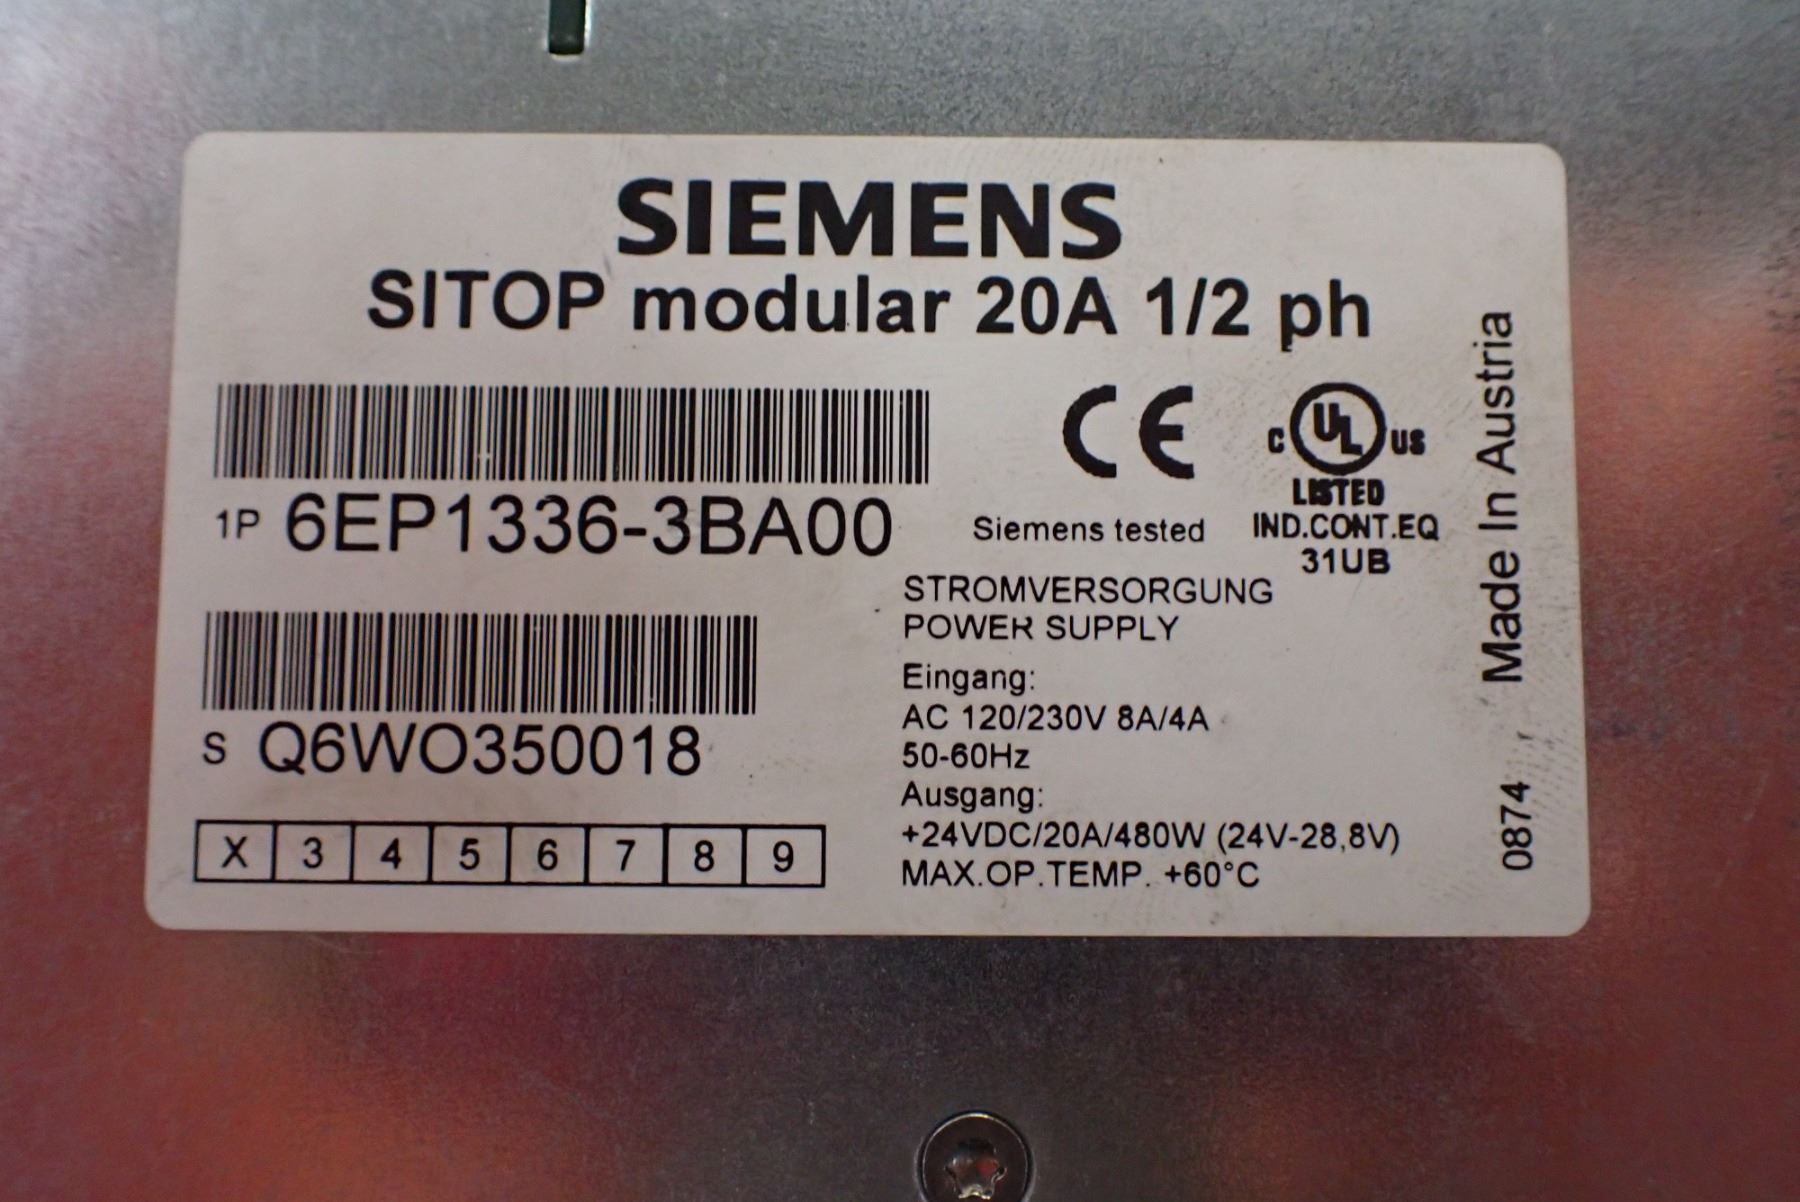 SIEMENS
SITOP modular 20A 1/2 ph
1P 6EP1336-3BA00
S Q6WO350018
X 3 4 5 6 7 8 9
CE
C UL US
LISTED
IND.CONT.EQ
31UB
Siemens tested
STROMVERSORGUNG
POWER SUPPLY
Eingang:
AC 120/230V 8A/4A
50-60Hz
Ausgang:
+24VDC/20A/480W (24V-28,8V)
MAX.OP.TEMP. +60°C
Made In Austria
0874